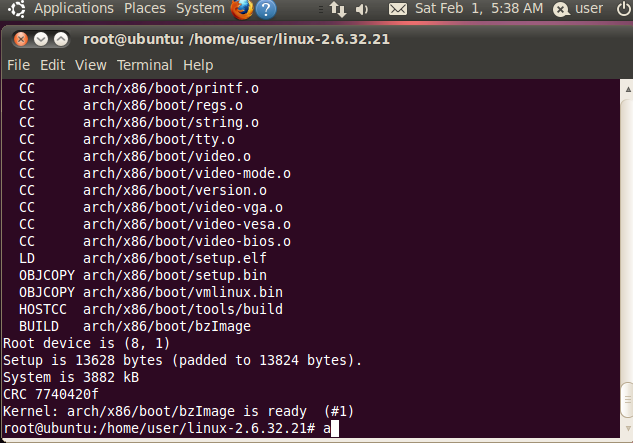 Applications Places System Sat Feb 1, 5:38 AM user
root@ubuntu: /home/user/linux-2.6.32.21
File Edit View Terminal Help
CC arch/x86/boot/printf.o
CC arch/x86/boot/regs.o
CC arch/x86/boot/string.o
CC arch/x86/boot/tty.o
CC arch/x86/boot/video.o
CC arch/x86/boot/video-mode.o
CC arch/x86/boot/version.o
CC arch/x86/boot/video-vga.o
CC arch/x86/boot/video-vesa.o
CC arch/x86/boot/video-bios.o
LD arch/x86/boot/setup.elf
OBJCOPY arch/x86/boot/setup.bin
OBJCOPY arch/x86/boot/vmlinux.bin
HOSTCC arch/x86/boot/tools/build
BUILD arch/x86/boot/bzImage
Root device is (8, 1)
Setup is 13628 bytes (padded to 13824 bytes).
System is 3882 kB
CRC 7740420f
Kernel: arch/x86/boot/bzImage is ready (#1)
root@ubuntu:/home/user/linux-2.6.32.21# a